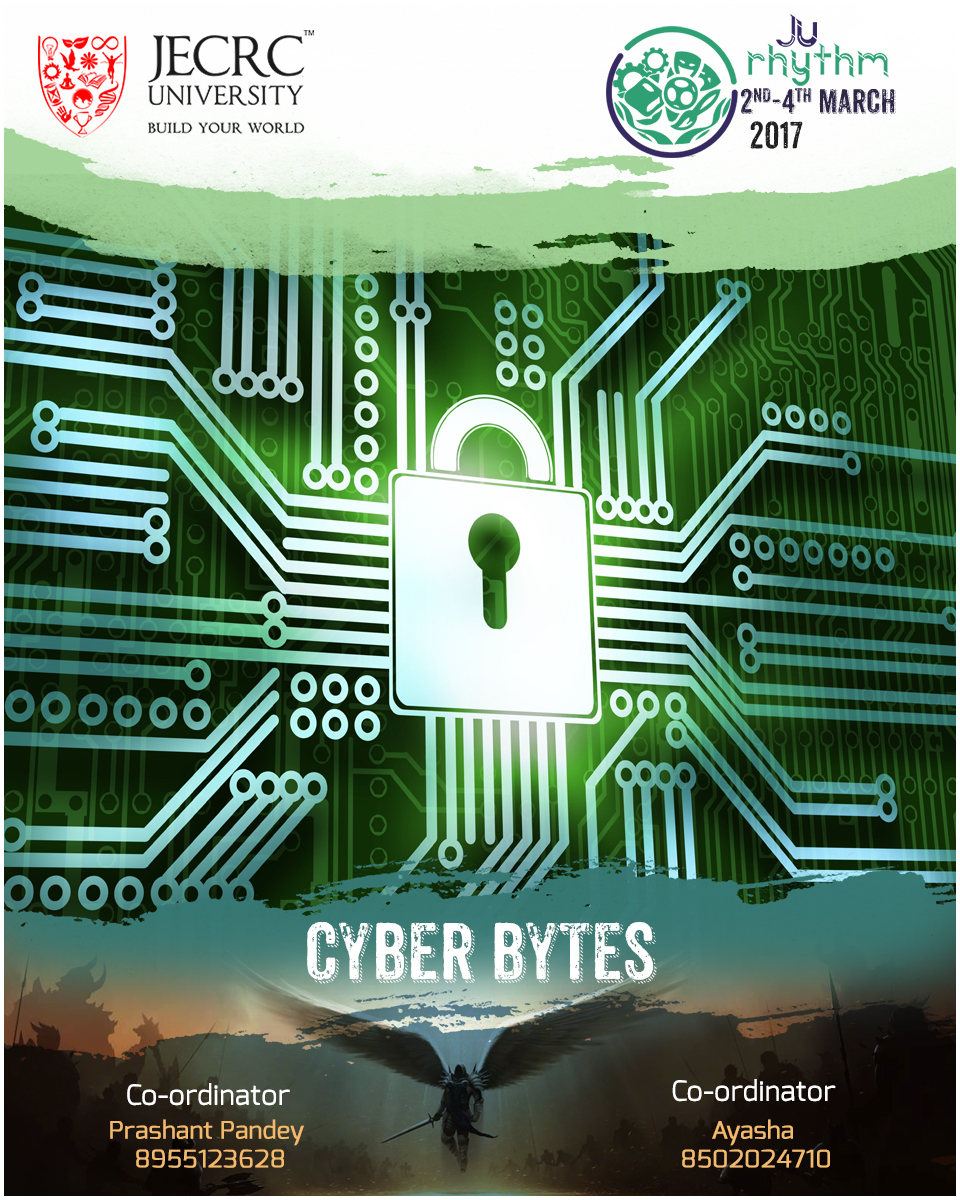 JECRC™
UNIVERSITY
BUILD YOUR WORLD
JU
rhythm
2ND-4TH MARCH
2017
CYBER BYTES
Co-ordinator
Prashant Pandey
8955123628
Co-ordinator
Ayasha
8502024710